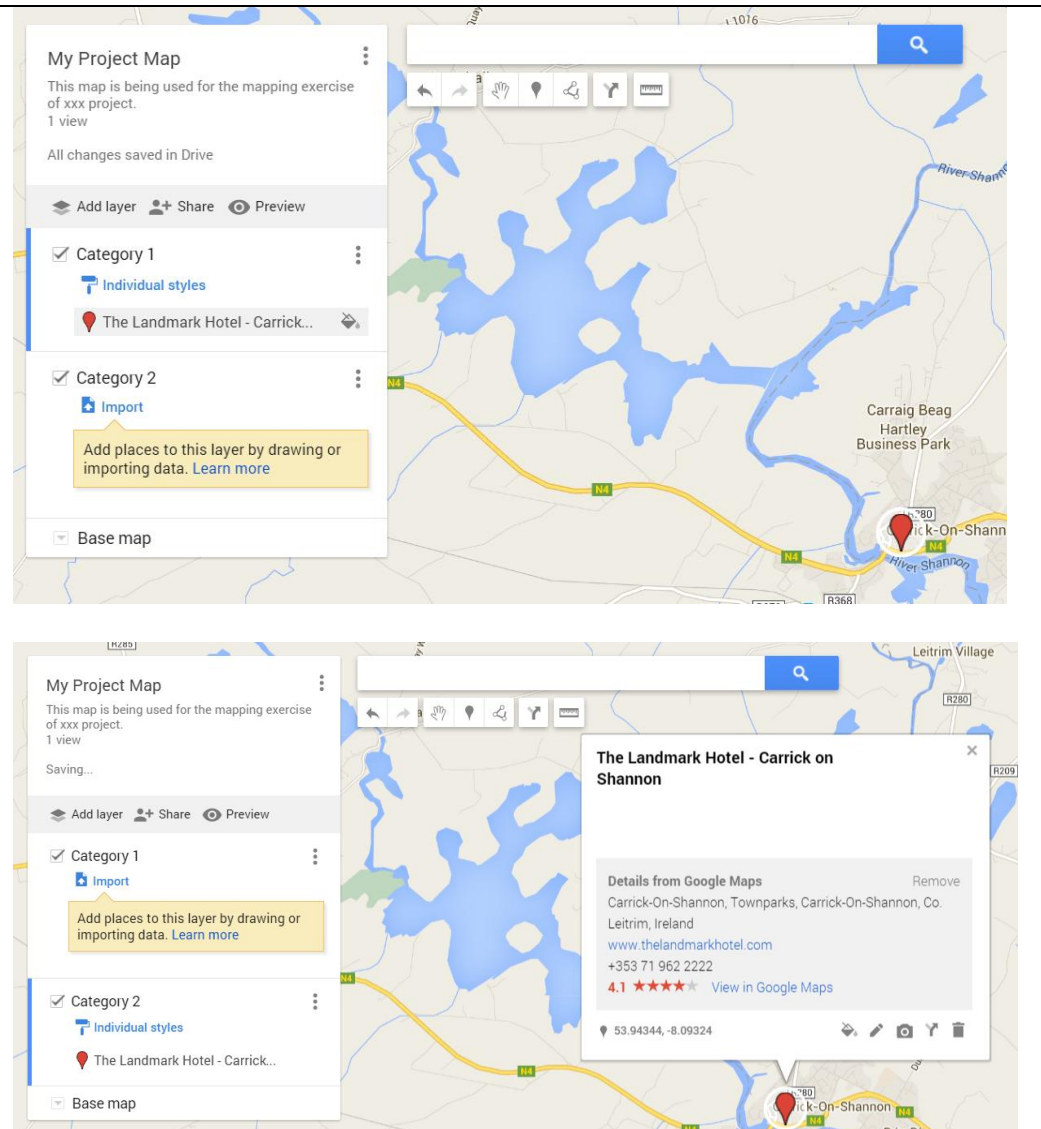 L1016
My Project Map
This map is being used for the mapping exercise
of xxx project.
1 view
All changes saved in Drive
Add layer Share Preview
Category 1
Individual styles
The Landmark Hotel - Carrick...
Category 2
Import
Add places to this layer by drawing or
importing data. Learn more
Base map
River Shann
N4
Carraig Beag
Hartley
Business Park
N4
R280
k-On-Shann
N4
N4
River Shannon
R368
R285
Leitrim Village
R280
R209
My Project Map
This map is being used for the mapping exercise
of xxx project.
1 view
Saving...
Add layer Share Preview
Category 1
Import
Add places to this layer by drawing or
importing data. Learn more
Category 2
Individual styles
The Landmark Hotel - Carrick...
Base map
The Landmark Hotel - Carrick on
Shannon
Details from Google Maps Remove
Carrick-On-Shannon, Townparks, Carrick-On-Shannon, Co.
Leitrim, Ireland
www.thelandmarkhotel.com
+353 71 962 2222
4.1 View in Google Maps
53.94344, -8.09324
N4
N4
k-On-Shannon
N4
N4